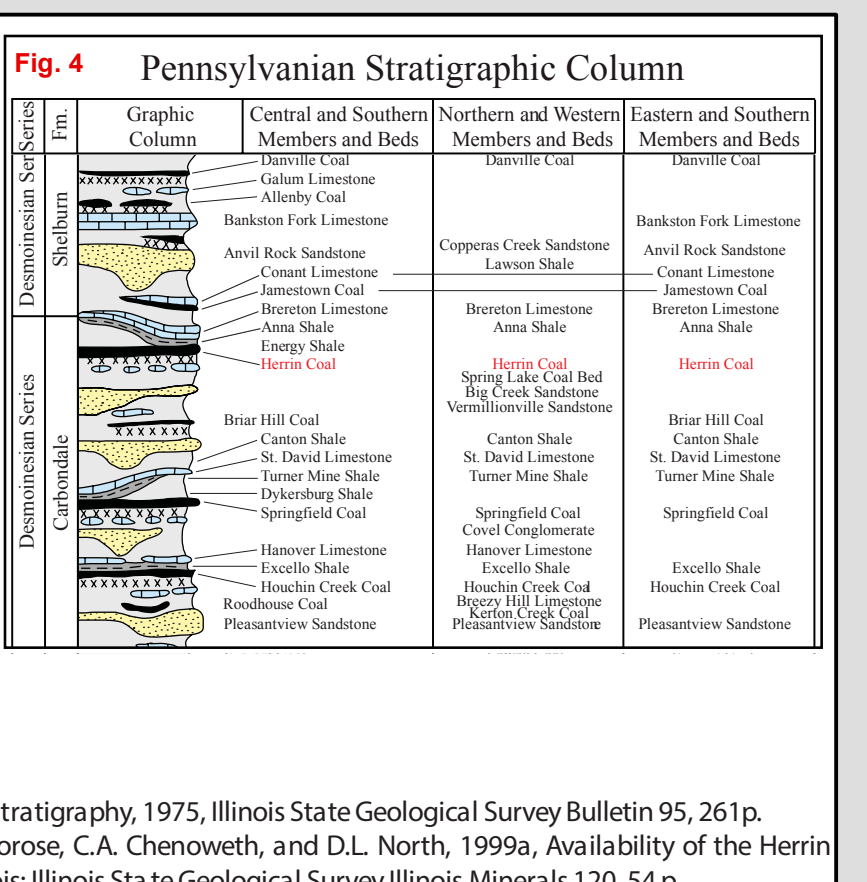 Fig. 4
Pennsylvanian Stratigraphic Column
Series
Fm.
Graphic
Column
Central and Southern
Members and Beds
Northern and Western
Members and Beds
Eastern and Southern
Members and Beds
Desmoinesian Series
Shelburn
Desmoinesian Series
Carbondale
Danville Coal
Galum Limestone
Allenby Coal
Bankston Fork Limestone
Anvil Rock Sandstone
Conant Limestone
Jamestown Coal
Brereton Limestone
Anna Shale
Energy Shale
Herrin Coal
Briar Hill Coal
Canton Shale
St. David Limestone
Turner Mine Shale
Dykersburg Shale
Springfield Coal
Hanover Limestone
Excello Shale
Houchin Creek Coal
Roodhouse Coal
Pleasantview Sandstone
Danville Coal
Copperas Creek Sandstone
Lawson Shale
Brereton Limestone
Anna Shale
Herrin Coal
Spring Lake Coal Bed
Big Creek Sandstone
Vermillionville Sandstone
Canton Shale
St. David Limestone
Turner Mine Shale
Springfield Coal
Covel Conglomerate
Hanover Limestone
Excello Shale
Houchin Creek Coal
Breezy Hill Limestone
Kerton Creek Coal
Pleasantview Sandstone
Danville Coal
Bankston Fork Limestone
Anvil Rock Sandstone
Conant Limestone
Jamestown Coal
Brereton Limestone
Anna Shale
Herrin Coal
Briar Hill Coal
Canton Shale
St. David Limestone
Turner Mine Shale
Springfield Coal
Excello Shale
Houchin Creek Coal
Pleasantview Sandstone
tratigraphy, 1975, Illinois State Geological Survey Bulletin 95, 261p.
orose, C.A. Chenoweth, and D.L. North, 1999a, Availability of the Herrin
ois: Illinois State Geological Survey Illinois Minerals 120, 54 p.